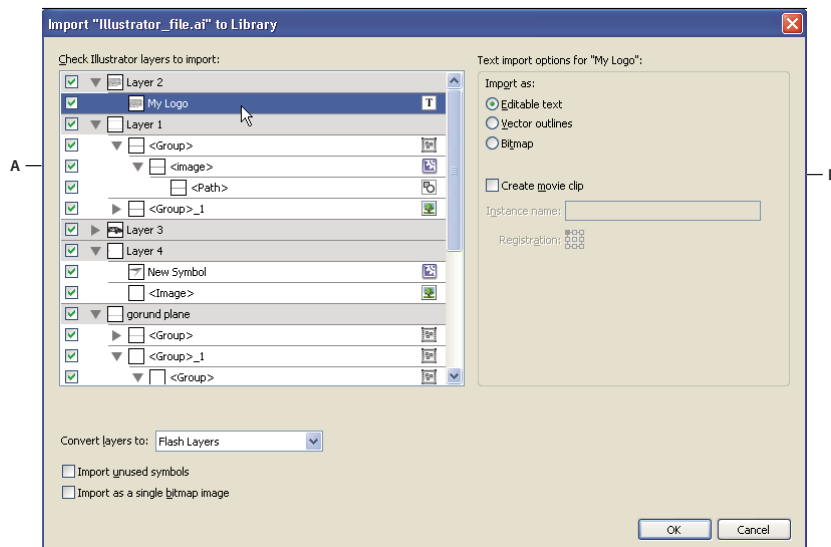 Import "Illustrator_file.ai" to Library
Check Illustrator layers to import:
Layer 2
My Logo
T
Layer 1
<Group>
<image>
<Path>
<Group>_1
Layer 3
Layer 4
New Symbol
<Image>
gorund plane
<Group>
<Group>_1
<Group>
Text import options for "My Logo":
Import as:
Editable text
Vector outlines
Bitmap
Create movie clip
Instance name:
Registration:
A
Convert layers to: Flash Layers
Import unused symbols
Import as a single bitmap image
OK Cancel